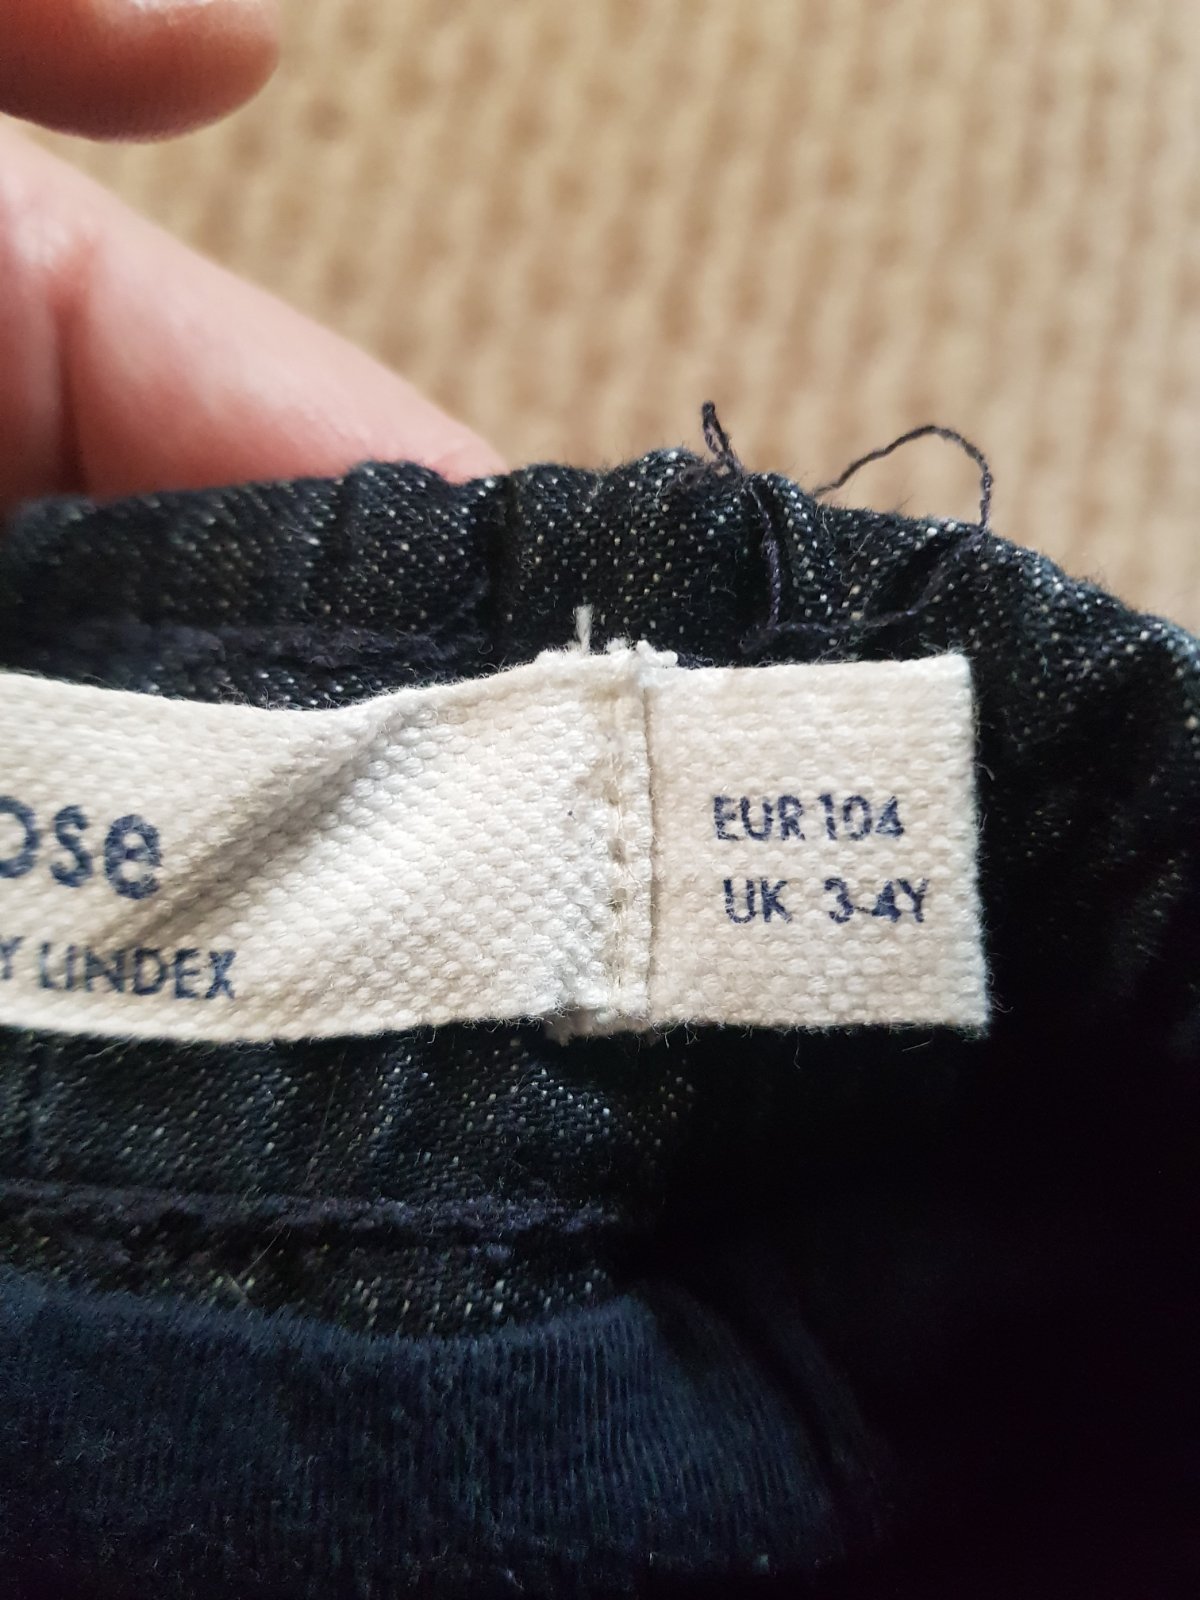 ose
Y LINDEX
EUR 104
UK 3-4Y